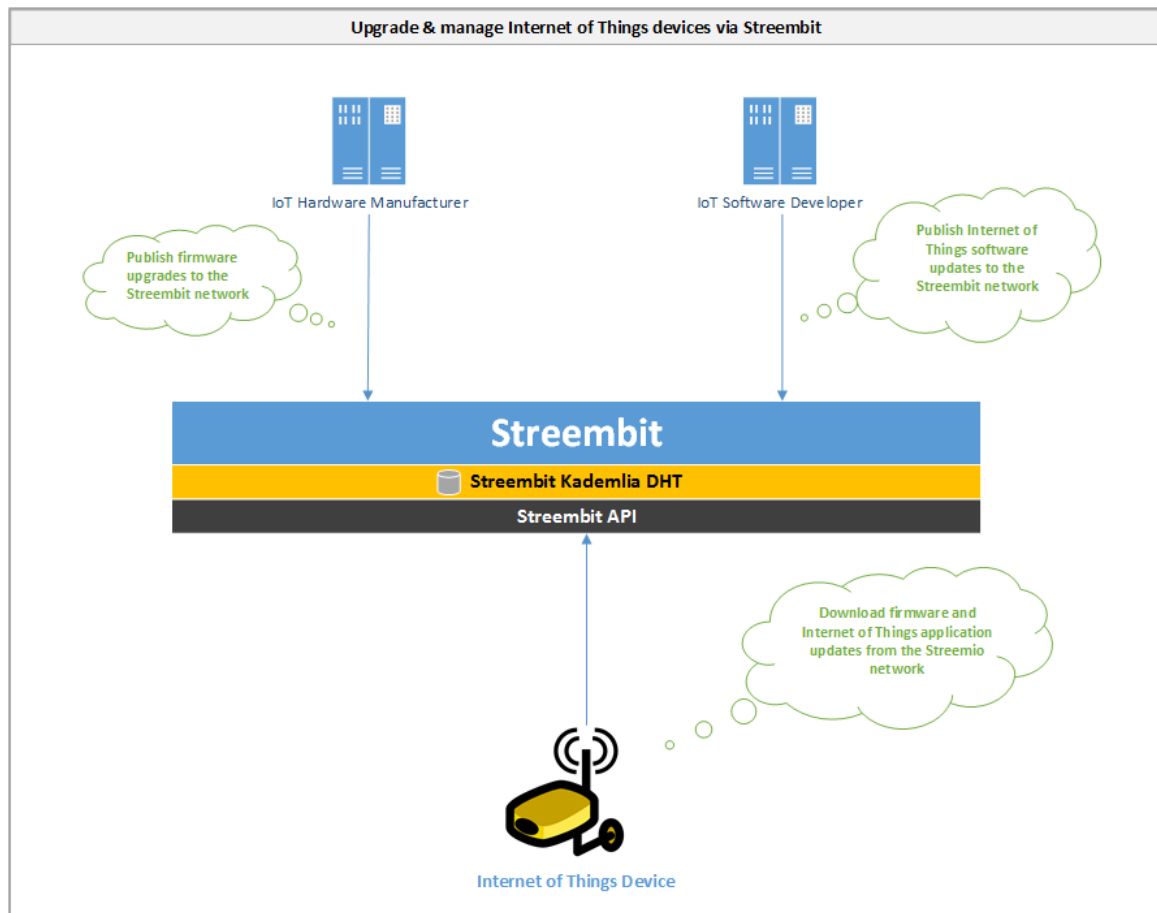 Upgrade & manage Internet of Things devices via Streembit
IoT Hardware Manufacturer
IoT Software Developer
Publish firmware
upgrades to the
Streembit network
Publish Internet of
Things software
updates to the
Streembit network
Streembit
Streembit Kademlia DHT
Streembit API
Download firmware and
Internet of Things application
updates from the Streemio
network
Internet of Things Device